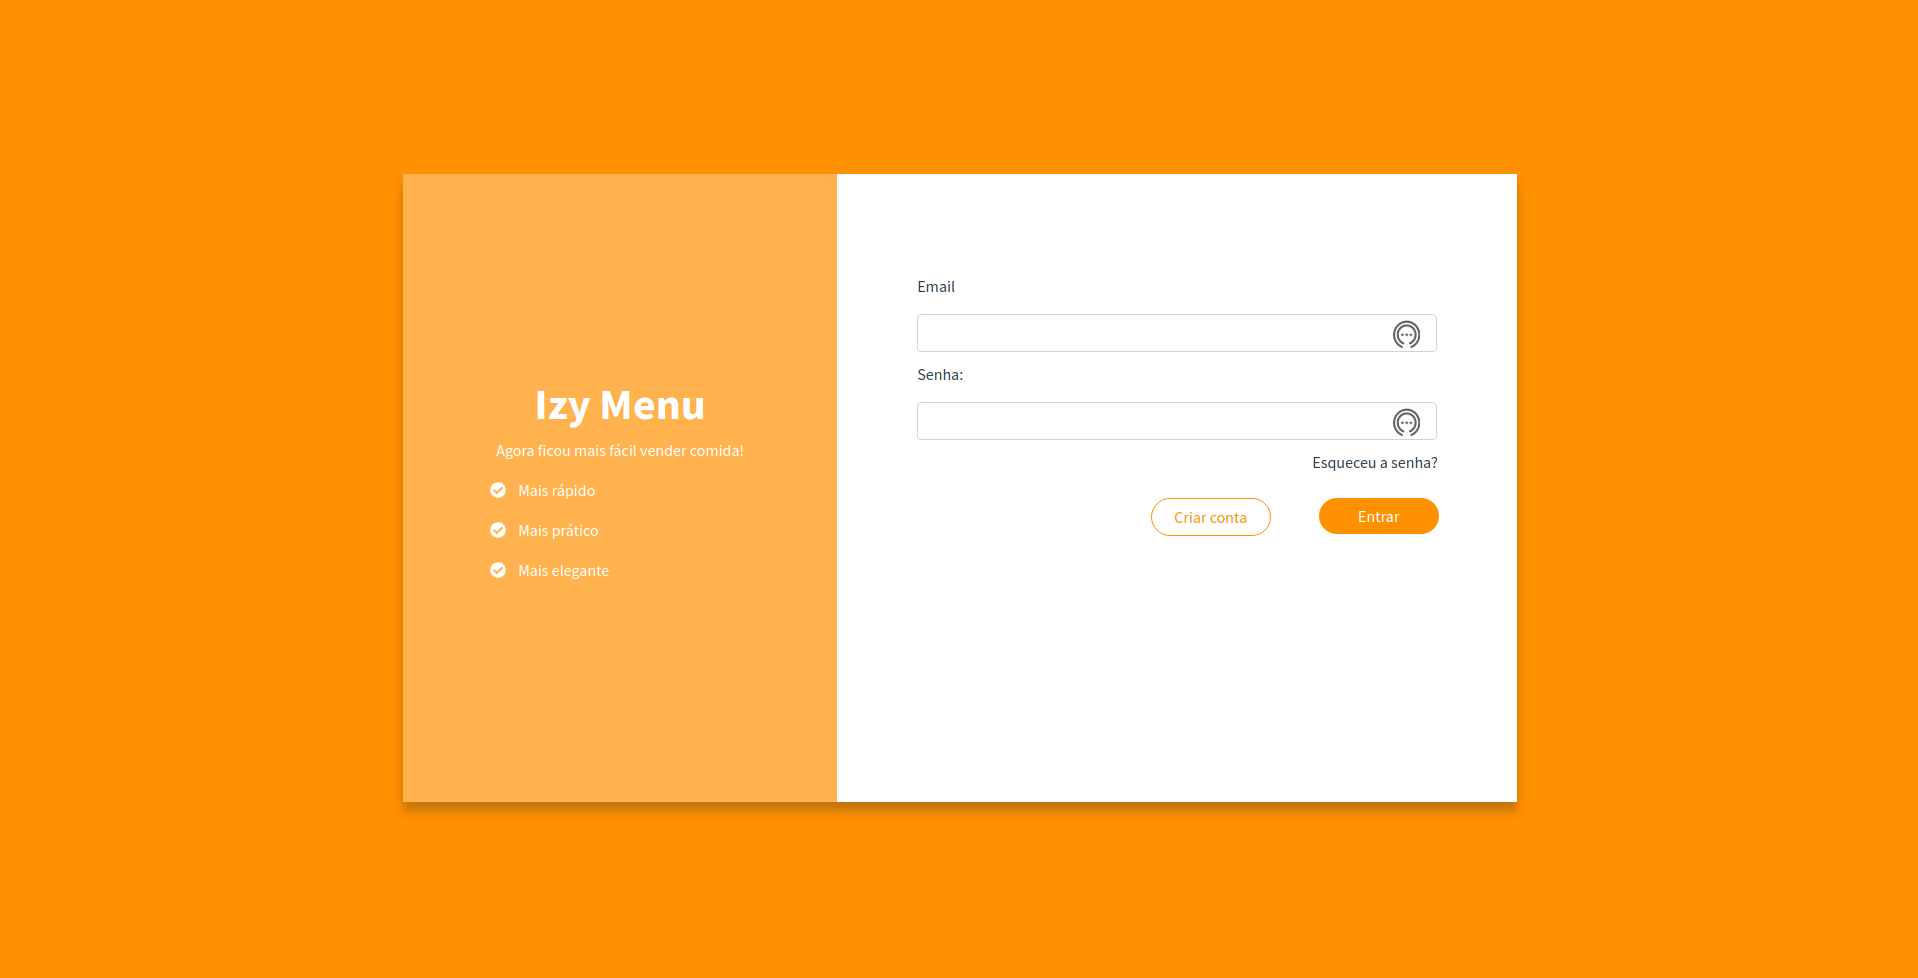 Izy Menu
Agora ficou mais fácil vender comida!
Mais rápido
Mais prático
Mais elegante
Email
Senha:
Esqueceu a senha?
Criar conta
Entrar